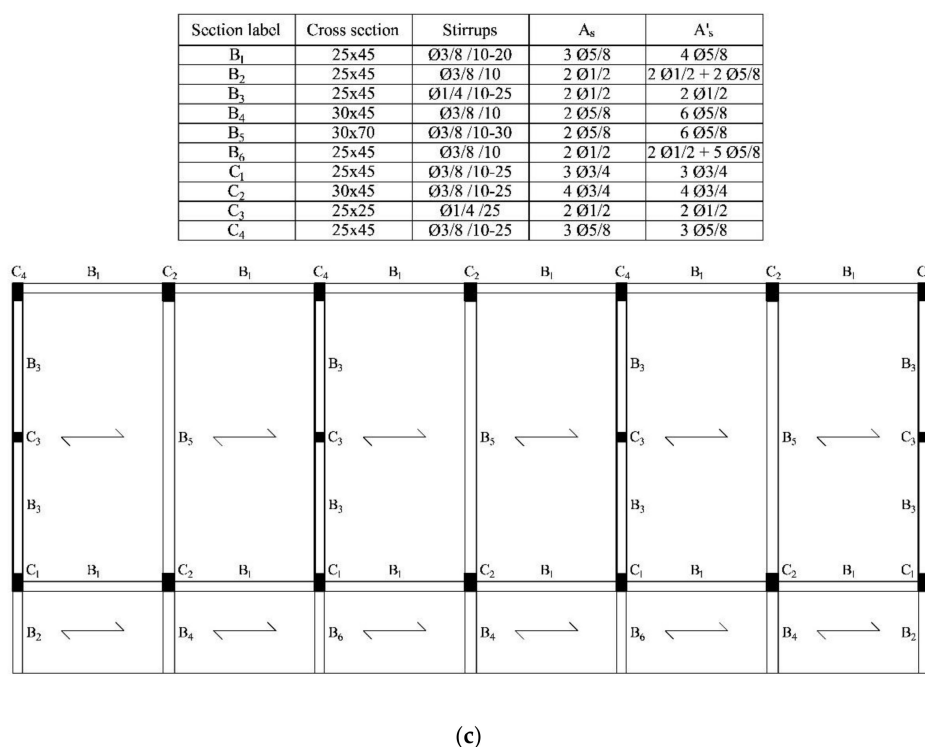 Section label Cross section Stirrups As A's
B1 25x45 Ø3/8 /10-20 3 Ø5/8 4 Ø5/8
B2 25x45 Ø3/8 /10 2 Ø1/2 2 Ø1/2 + 2 Ø5/8
B3 25x45 Ø1/4 /10-25 2 Ø1/2 2 Ø1/2
B4 30x45 Ø3/8 /10 2 Ø5/8 6 Ø5/8
B5 30x70 Ø3/8 /10-30 2 Ø5/8 6 Ø5/8
B6 25x45 Ø3/8 /10 2 Ø1/2 2 Ø1/2 + 5 Ø5/8
C1 25x45 Ø3/8 /10-25 3 Ø3/4 3 Ø3/4
C2 30x45 Ø3/8 /10-25 4 Ø3/4 4 Ø3/4
C3 25x25 Ø1/4 /25 2 Ø1/2 2 Ø1/2
C4 25x45 Ø3/8 /10-25 3 Ø5/8 3 Ø5/8
C4 B1 C2 B1 C4 B1 C2 B1 C4 B1 C2 B1 C
B3 B3 B3 B3
C3 B5 C3 B5 C3 B5 C3
B3 B3 B3 B3
C1 B1 C2 B1 C1 B1 C2 B1 C1 B1 C2 B1 C1
B2 B4 B6 B4 B6 B4 B2
(c)